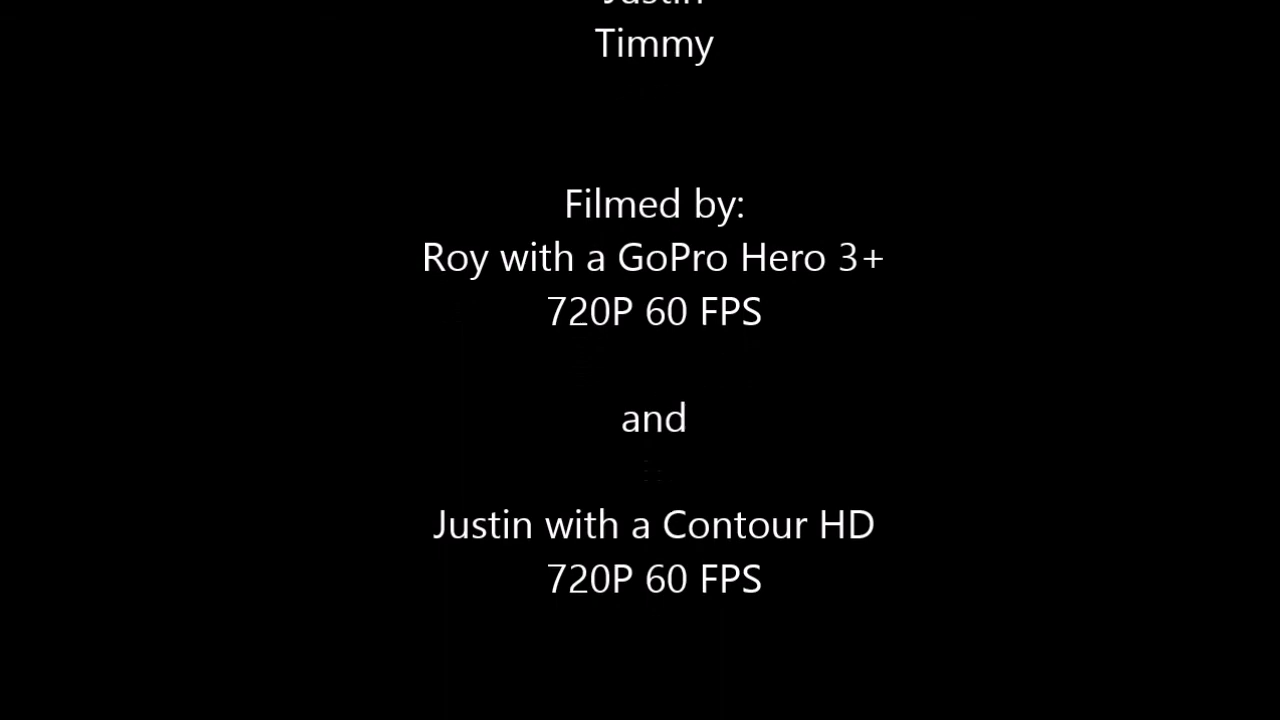 Justin
Timmy
Filmed by:
Roy with a GoPro Hero 3+
720P 60 FPS
and
Justin with a Contour HD
720P 60 FPS